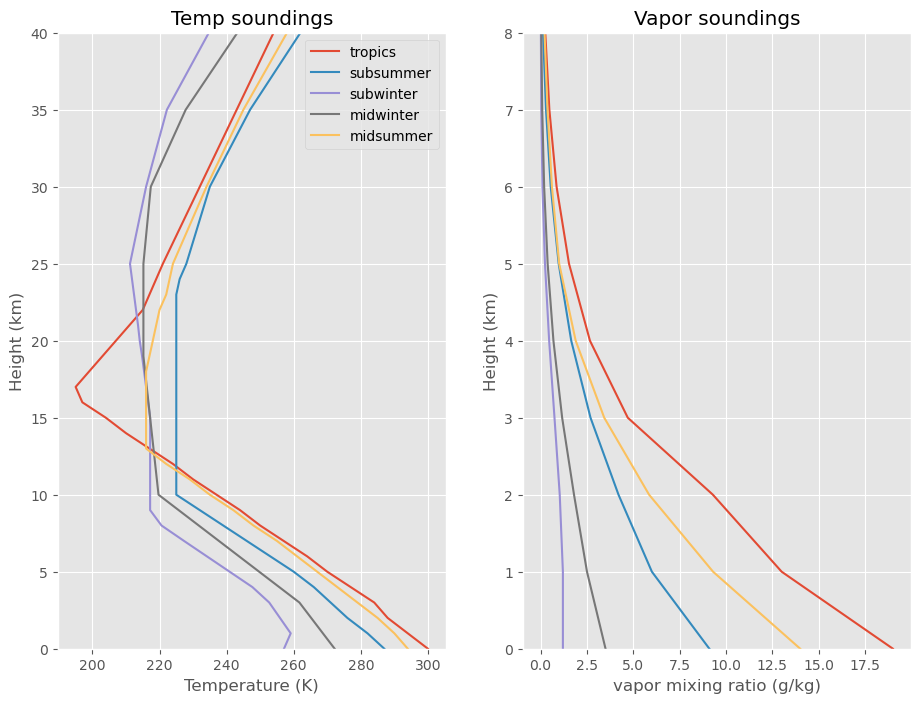 Temp soundings
Vapor soundings
Height (km)
40
35
30
25
20
15
10
5
0
200
220
240
260
280
300
Temperature (K)
tropics
subsummer
subwinter
midwinter
midsummer
Height (km)
8
7
6
5
4
3
2
1
0
0.0
2.5
5.0
7.5
10.0
12.5
15.0
17.5
vapor mixing ratio (g/kg)